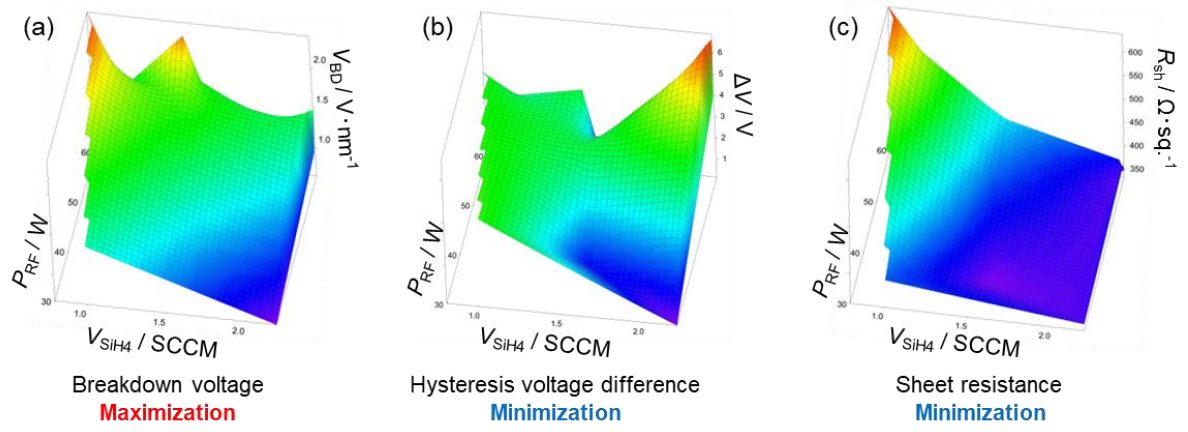 (a)
V_BD / V·nm⁻¹
2.0
1.5
1.0
60
50
40
30
P_RF / W
1.0
1.5
2.0
V_SiH4 / SCCM
Breakdown voltage
Maximization
(b)
ΔV / V
6
5
4
3
2
1
60
50
40
30
P_RF / W
1.0
1.5
2.0
V_SiH4 / SCCM
Hysteresis voltage difference
Minimization
(c)
R_sh / Ω·sq.⁻¹
600
550
500
450
400
350
60
50
40
30
P_RF / W
1.0
1.5
2.0
V_SiH4 / SCCM
Sheet resistance
Minimization